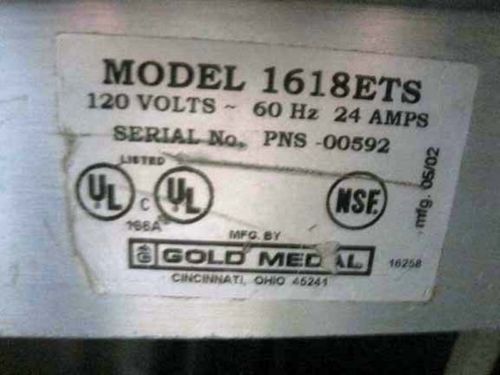 MODEL 1618ETS
120 VOLTS ~ 60 Hz 24 AMPS
SERIAL No. PNS -00592
LISTED
UL C UL NSF.
166A
mfg. 05/02
MFG. BY
GOLD MEDAL
16258
CINCINNATI, OHIO 45241